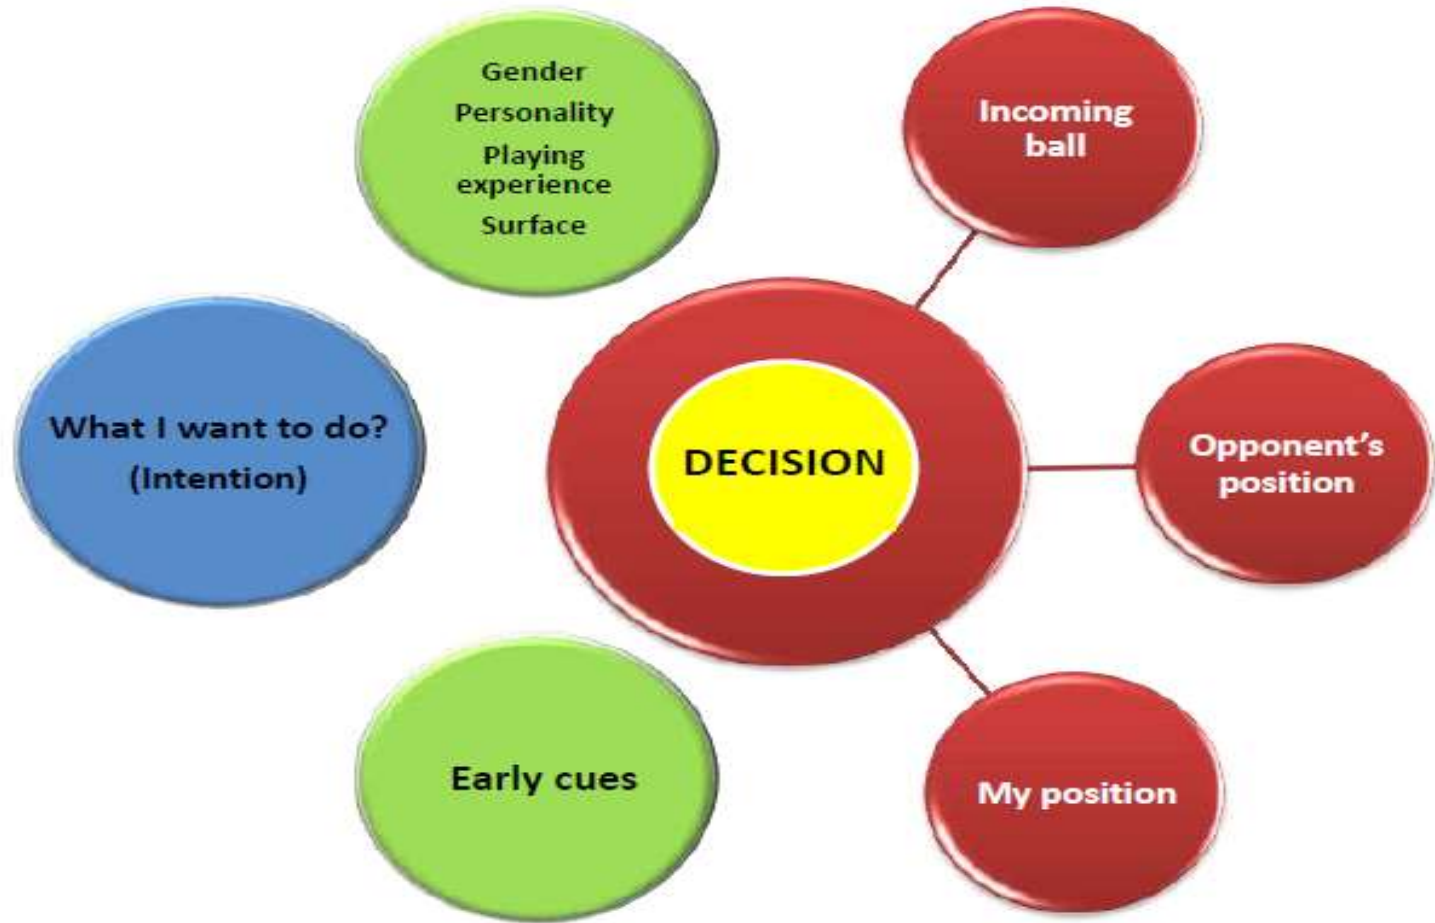 Gender
Personality
Playing
experience
Surface
Incoming
ball
What I want to do?
(Intention)
DECISION
Opponent’s
position
Early cues
My position